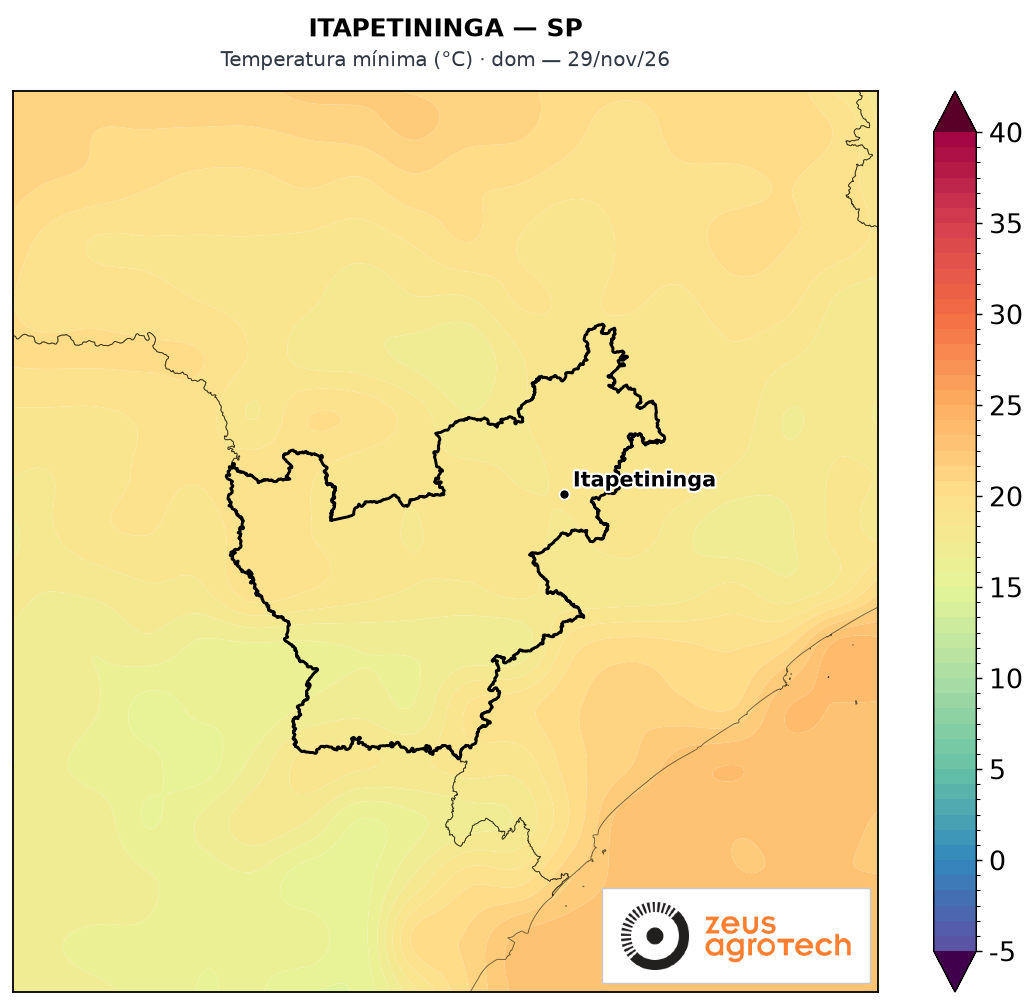 ITAPETININGA — SP
Temperatura mínima (°C) · dom — 29/nov/26
40
35
30
25
20
15
10
5
0
-5
Itapetininga
zeus
agrotech